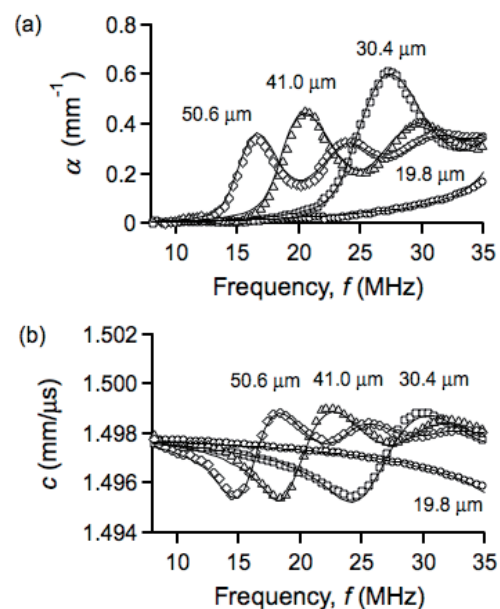 (a)
0.8
0.6
0.4
0.2
0
α (mm⁻¹)
30.4 μm
41.0 μm
50.6 μm
19.8 μm
10 15 20 25 30 35
Frequency, f (MHz)
(b)
1.502
1.500
1.498
1.496
1.494
c (mm/μs)
50.6 μm 41.0 μm 30.4 μm
19.8 μm
10 15 20 25 30 35
Frequency, f (MHz)